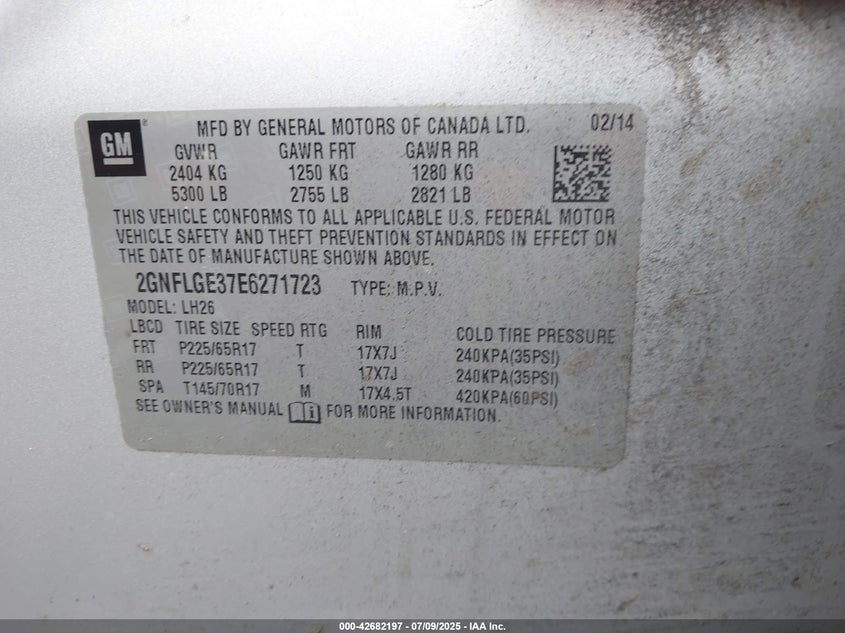 GM
MFD BY GENERAL MOTORS OF CANADA LTD. 02/14
GVWR GAWR FRT GAWR RR
2404 KG 1250 KG 1280 KG
5300 LB 2755 LB 2821 LB
THIS VEHICLE CONFORMS TO ALL APPLICABLE U.S. FEDERAL MOTOR
VEHICLE SAFETY AND THEFT PREVENTION STANDARDS IN EFFECT ON
THE DATE OF MANUFACTURE SHOWN ABOVE.
2GNFLGE37E6271723 TYPE: M.P.V.
MODEL: LH26
LBCD TIRE SIZE SPEED RTG RIM COLD TIRE PRESSURE
FRT P225/65R17 T 17X7J 240KPA(35PSI)
RR P225/65R17 T 17X7J 240KPA(35PSI)
SPA T145/70R17 M 17X4.5T 420KPA(60PSI)
SEE OWNER'S MANUAL FOR MORE INFORMATION.
000-42682197 - 07/09/2025 - IAA Inc.